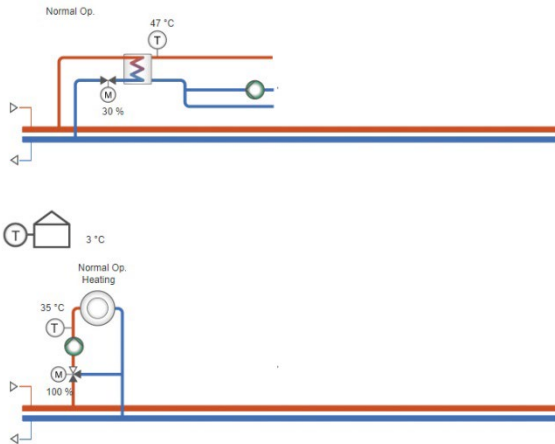 Normal Op.
47 °C
T
M
30 %
T
3 °C
Normal Op.
Heating
35 °C
T
M
100 %